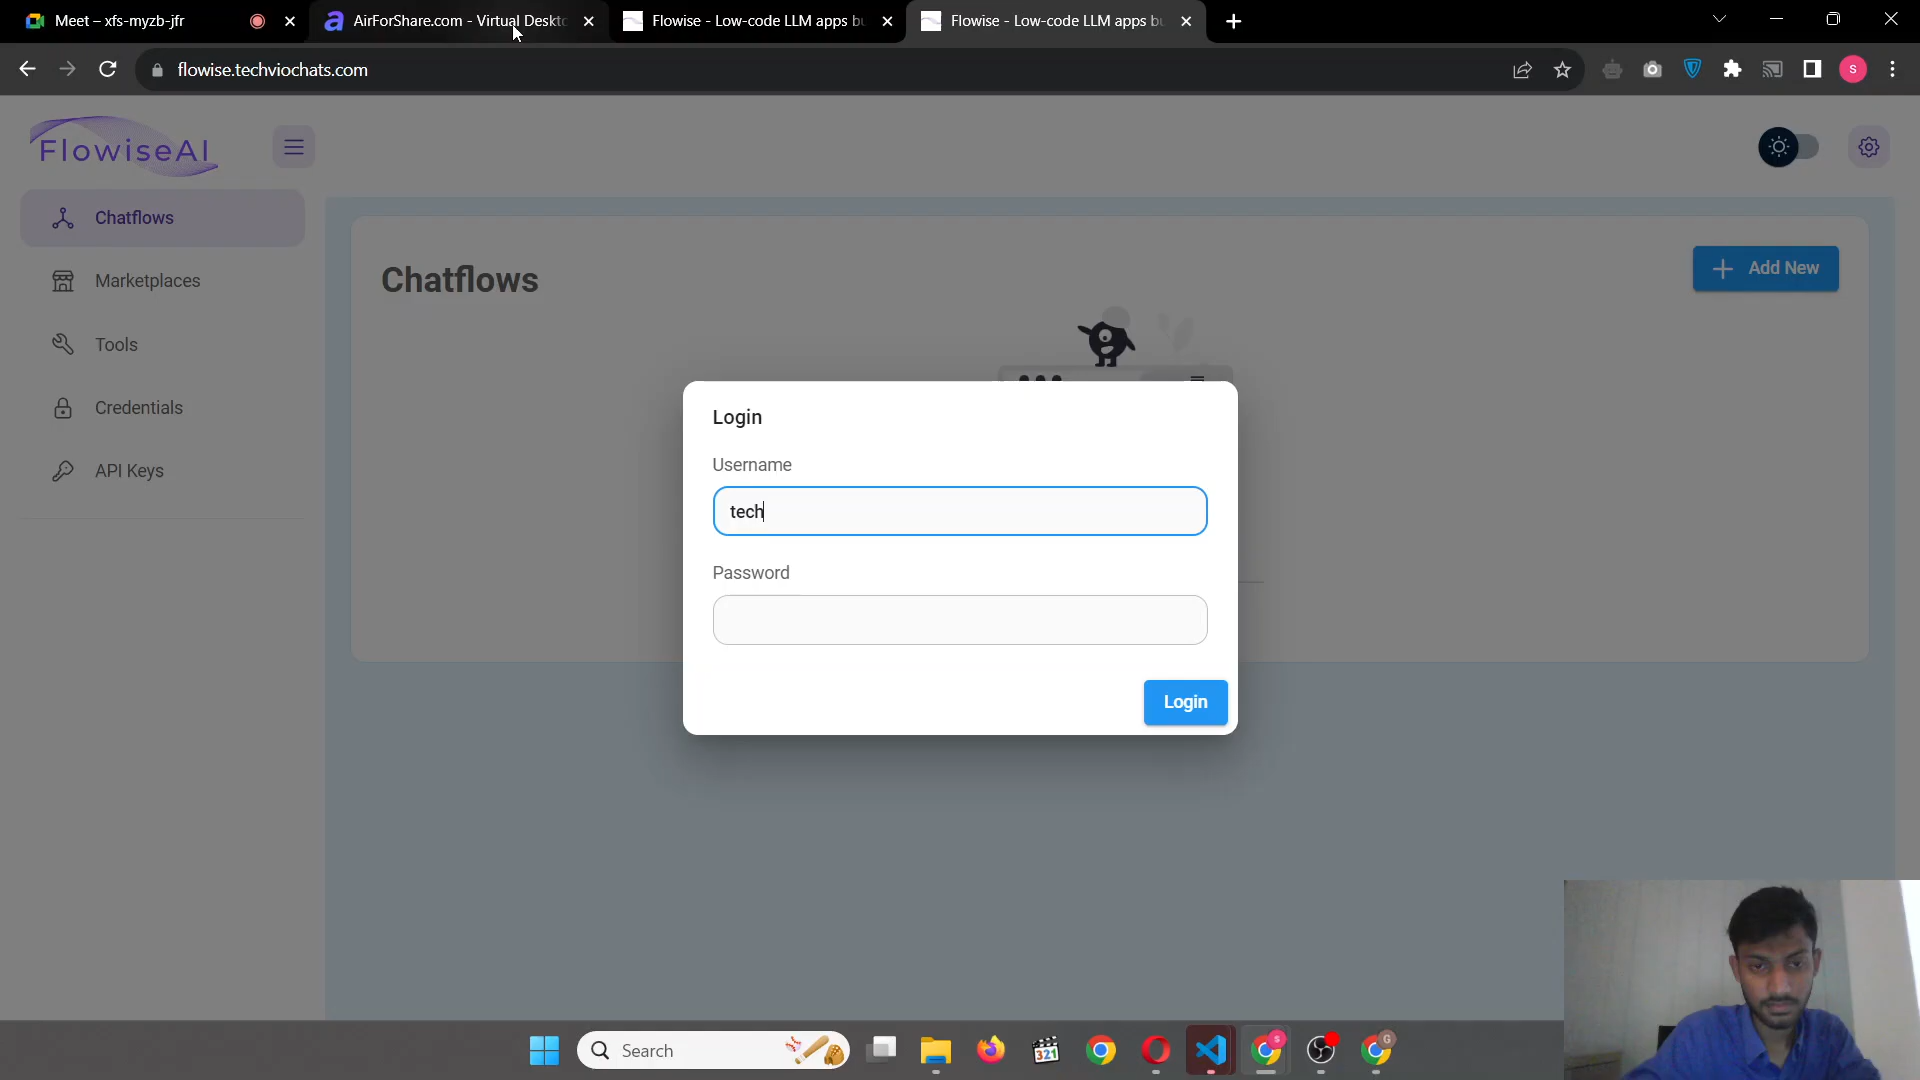 Meet – xfs-myzb-jfr
AirForShare.com - Virtual Deskto
Flowise - Low-code LLM apps bu
Flowise - Low-code LLM apps bu
flowise.techviochats.com
S
FlowiseAI
Chatflows
Marketplaces
Tools
Credentials
API Keys
Chatflows
Add New
Login
Username
tech
Password
Login
Search
321
S
G